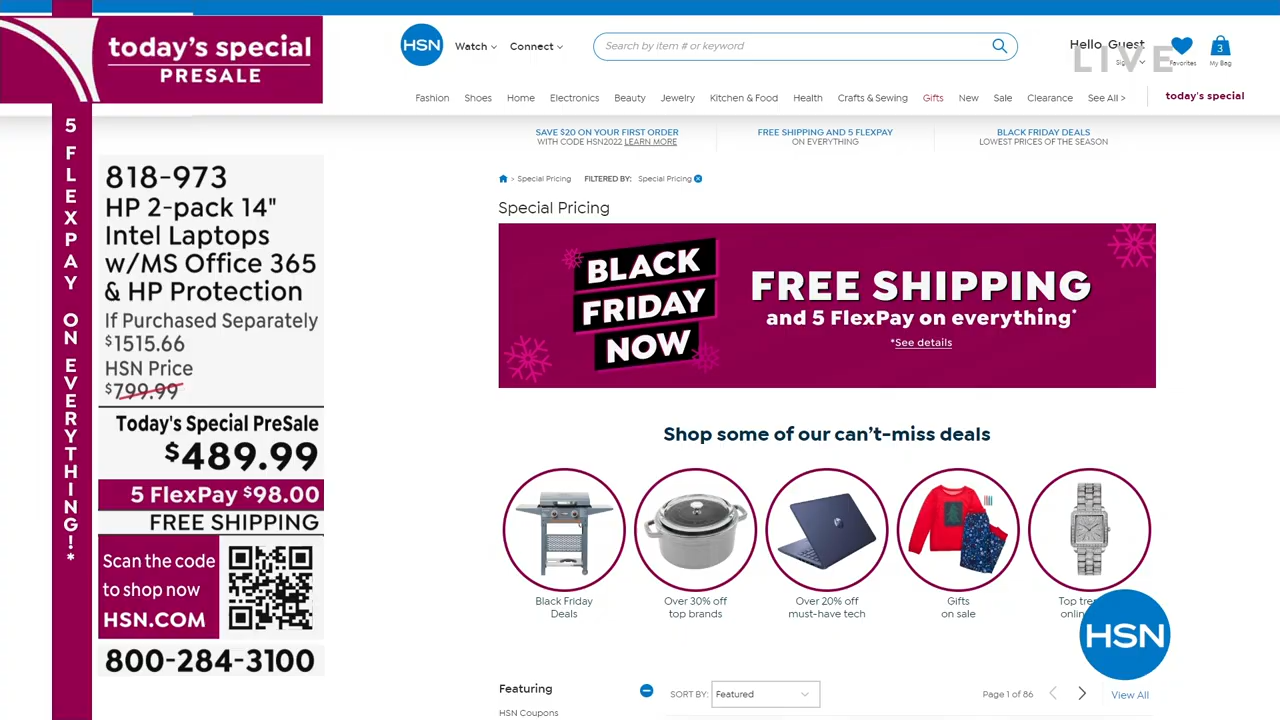 today's special
PRESALE
5 FLEXPAY ON EVERYTHING!*
818-973
HP 2-pack 14"
Intel Laptops
w/MS Office 365
& HP Protection
If Purchased Separately
$1515.66
HSN Price
$799.99
Today's Special PreSale
$489.99
5 FlexPay $98.00
FREE SHIPPING
Scan the code
to shop now
HSN.COM
800-284-3100
HSN
Watch
Connect
Search by item # or keyword
Hello, Guest
LIVE
Favorites
3
My Bag
Fashion Shoes Home Electronics Beauty Jewelry Kitchen & Food Health Crafts & Sewing Gifts New Sale Clearance See All > today's special
SAVE $20 ON YOUR FIRST ORDER
WITH CODE HSN2022 LEARN MORE
FREE SHIPPING AND 5 FLEXPAY
ON EVERYTHING
BLACK FRIDAY DEALS
LOWEST PRICES OF THE SEASON
> Special Pricing FILTERED BY: Special Pricing
Special Pricing
BLACK
FRIDAY
NOW
FREE SHIPPING
and 5 FlexPay on everything*
*See details
Shop some of our can't-miss deals
Black Friday
Deals
Over 30% off
top brands
Over 20% off
must-have tech
Gifts
on sale
Top
HSN
Featuring
HSN Coupons
SORT BY: Featured
Page 1 of 86
View All